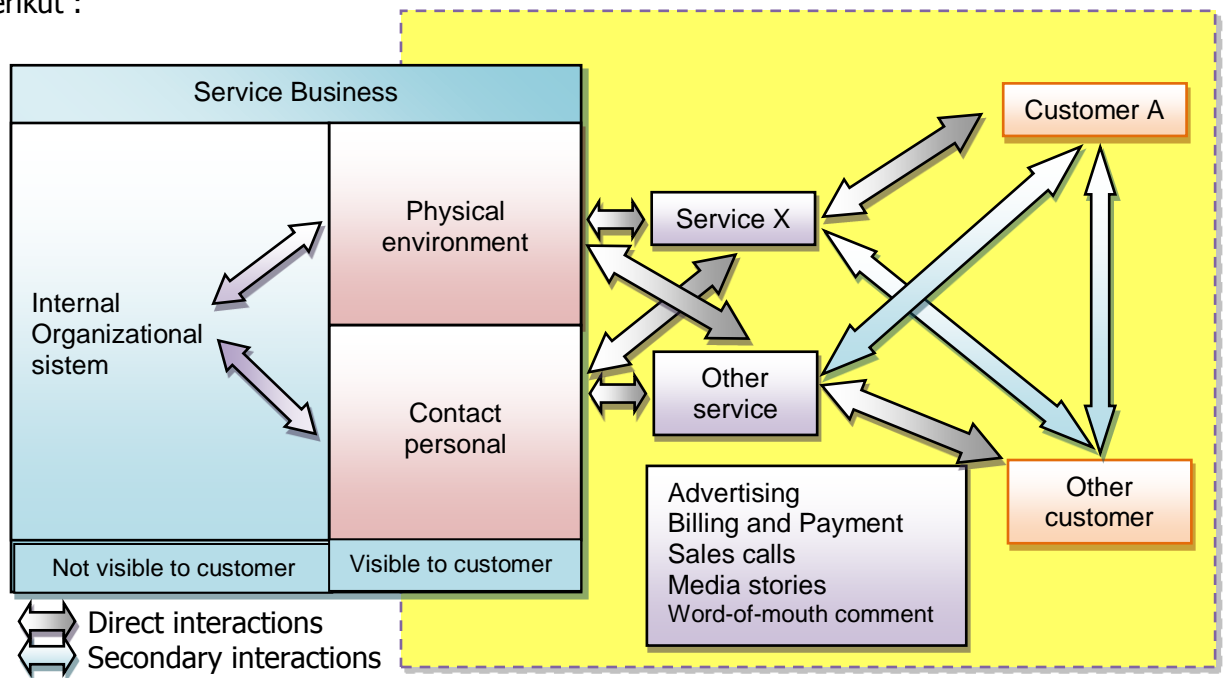 erikut :
Service Business
Internal
Organizational
sistem
Physical
environment
Contact
personal
Not visible to customer
Visible to customer
Service X
Other
service
Customer A
Other
customer
Advertising
Billing and Payment
Sales calls
Media stories
Word-of-mouth comment
Direct interactions
Secondary interactions